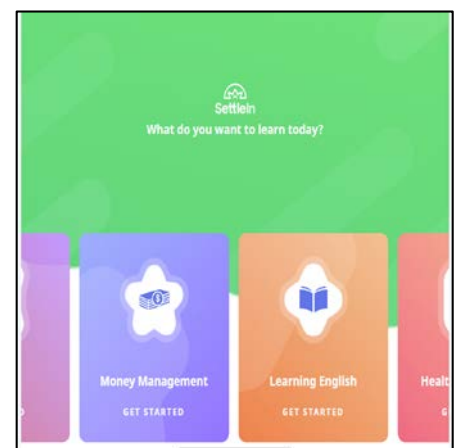 Settlein
What do you want to learn today?
Money Management
Learning English
Healt
GET STARTED
GET STARTED
G